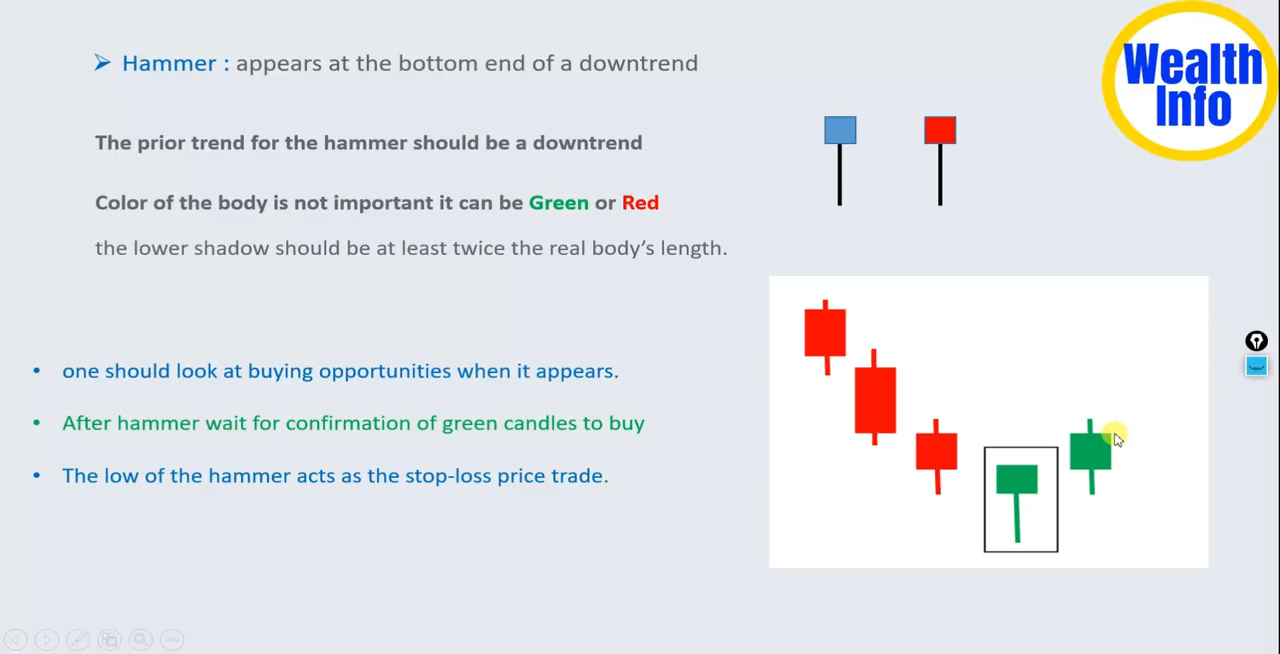 Hammer : appears at the bottom end of a downtrend
Wealth
Info
The prior trend for the hammer should be a downtrend
Color of the body is not important it can be Green or Red
the lower shadow should be at least twice the real body's length.
• one should look at buying opportunities when it appears.
• After hammer wait for confirmation of green candles to buy
• The low of the hammer acts as the stop-loss price trade.